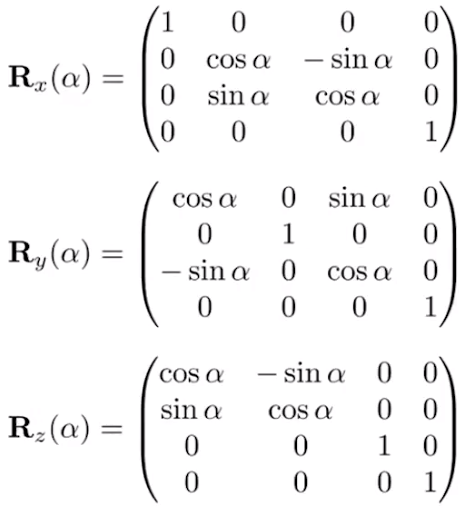 1 0 0 0
0 cos α − sin α 0
𝐑ₓ(α) = 0 sin α cos α 0
0 0 0 1
cos α 0 sin α 0
0 1 0 0
𝐑_y(α) = − sin α 0 cos α 0
0 0 0 1
cos α − sin α 0 0
sin α cos α 0 0
𝐑_z(α) = 0 0 1 0
0 0 0 1